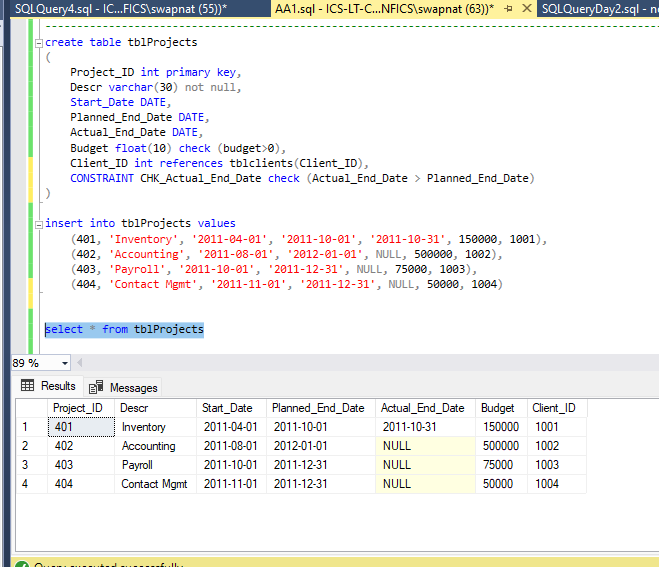 SQLQuery4.sql - IC...FICS\swapnat (55))*
AA1.sql - ICS-LT-C...NFICS\swapnat (63))*
SQLQueryDay2.sql - n
create table tblProjects
(
Project_ID int primary key,
Descr varchar(30) not null,
Start_Date DATE,
Planned_End_Date DATE,
Actual_End_Date DATE,
Budget float(10) check (budget>0),
Client_ID int references tblclients(Client_ID),
CONSTRAINT CHK_Actual_End_Date check (Actual_End_Date > Planned_End_Date)
)
insert into tblProjects values
(401, 'Inventory', '2011-04-01', '2011-10-01', '2011-10-31', 150000, 1001),
(402, 'Accounting', '2011-08-01', '2012-01-01', NULL, 500000, 1002),
(403, 'Payroll', '2011-10-01', '2011-12-31', NULL, 75000, 1003),
(404, 'Contact Mgmt', '2011-11-01', '2011-12-31', NULL, 50000, 1004)
select * from tblProjects
89 %
Results Messages
Project_ID Descr Start_Date Planned_End_Date Actual_End_Date Budget Client_ID
1 401 Inventory 2011-04-01 2011-10-01 2011-10-31 150000 1001
2 402 Accounting 2011-08-01 2012-01-01 NULL 500000 1002
3 403 Payroll 2011-10-01 2011-12-31 NULL 75000 1003
4 404 Contact Mgmt 2011-11-01 2011-12-31 NULL 50000 1004
Query executed successfully